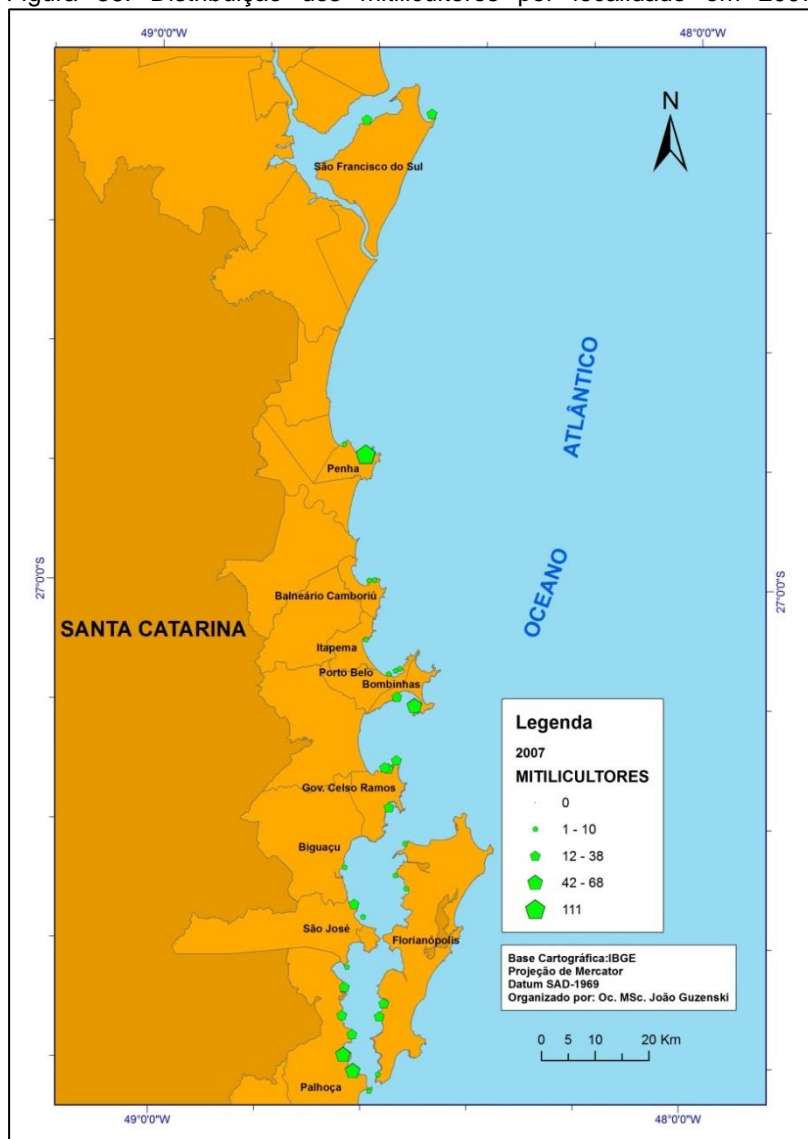 Figura 38. Distribuição dos mitilicultores por localidade em 2007
49°0'0"W
48°0'0"W
N
São Francisco do Sul
ATLÂNTICO
Penha
27°0'0"S
27°0'0"S
Balneário Camboriú
OCEANO
SANTA CATARINA
Itapema
Porto Belo
Bombinhas
Legenda
2007
MITILICULTORES
0
1 - 10
12 - 38
42 - 68
111
Gov. Celso Ramos
Biguaçu
São José
Florianópolis
Base Cartográfica:IBGE
Projeção de Mercator
Datum SAD-1969
Organizado por: Oc. MSc. João Guzenski
0 5 10 20 Km
Palhoça
49°0'0"W
48°0'0"W